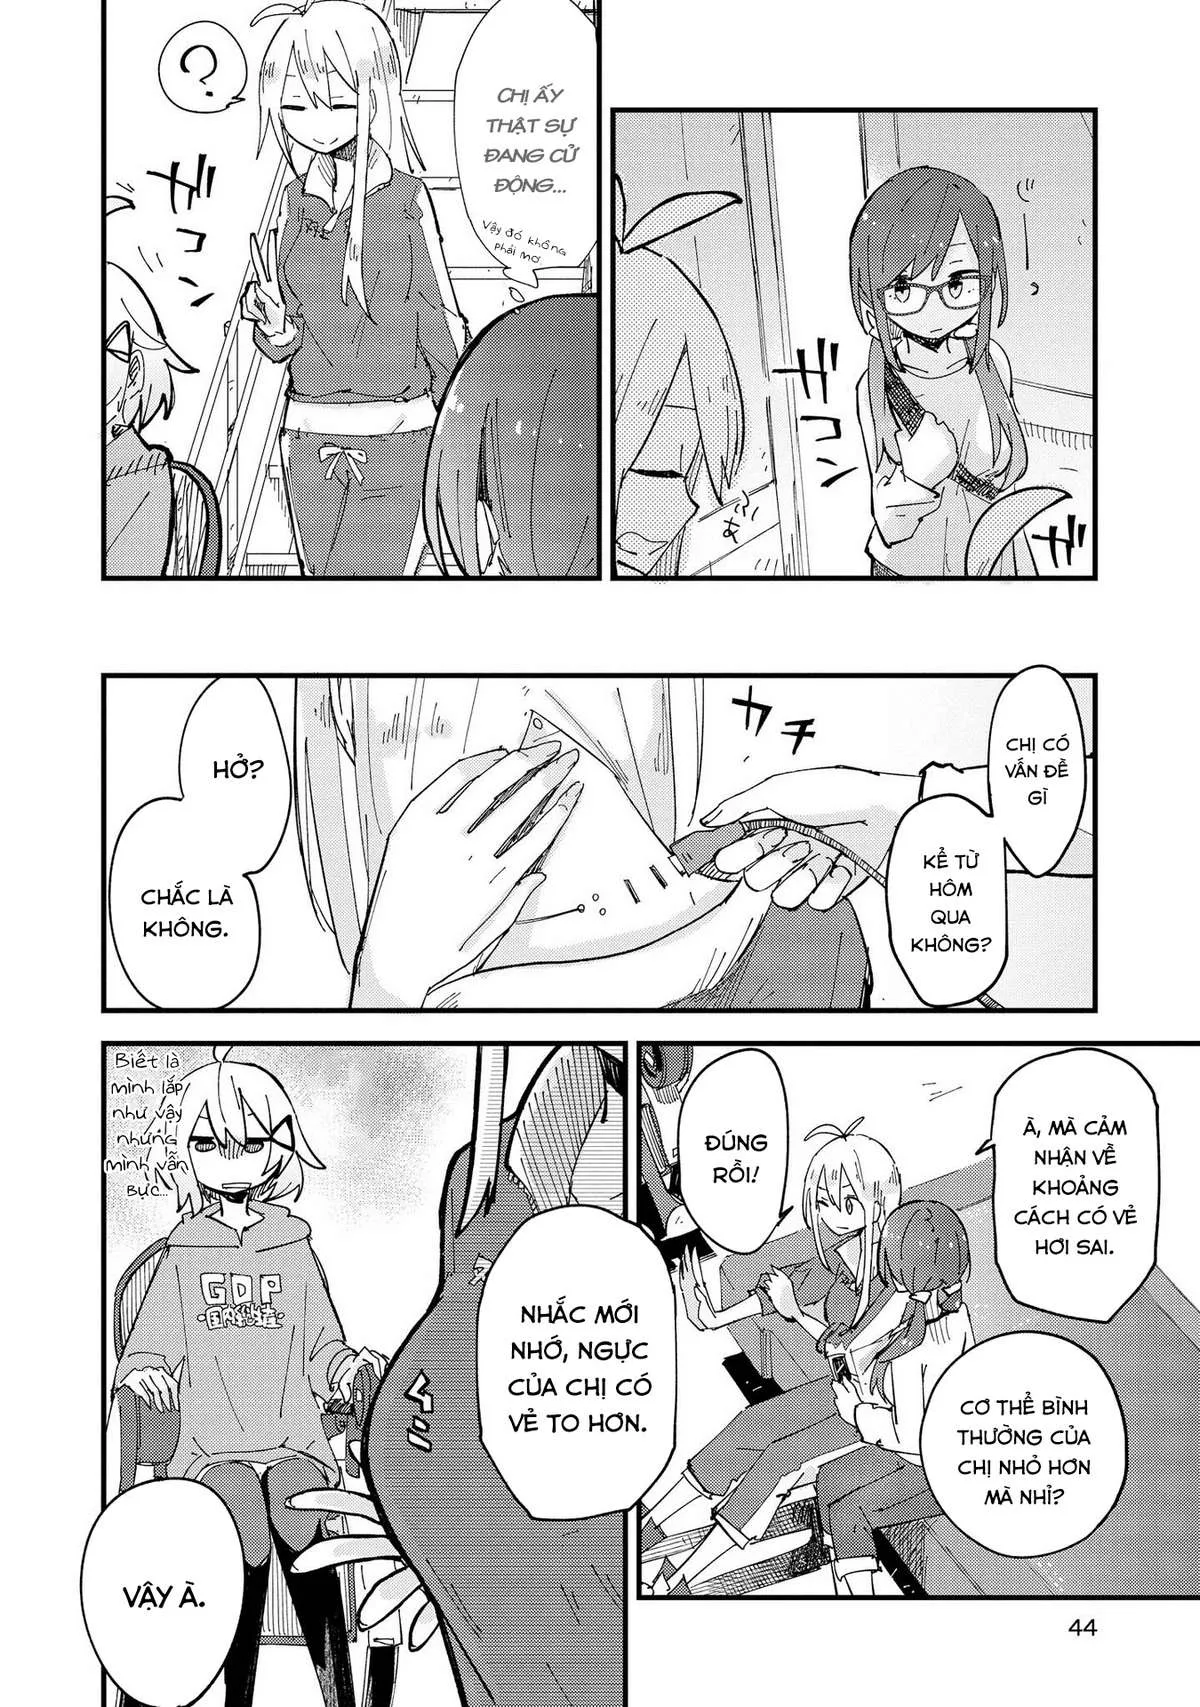 ガ
コン
ガ
コン
CHỊ ẤY
THẬT SỰ
ĐANG CỬ
ĐỘNG...
Vậy đó không
phải mơ
?
CHỊ CÓ
VẤN ĐỀ
GÌ
KỂ TỪ
HÔM
QUA
KHÔNG?
カチ
カ
HỞ?
CHẮC LÀ
KHÔNG.
À, MÀ CẢM
NHẬN VỀ
KHOẢNG
CÁCH CÓ VẺ
HƠI SAI.
CƠ THỂ BÌNH
THƯỜNG CỦA
CHỊ NHỎ HƠN
MÀ NHỈ?
ĐÚNG
RỒI!
NHẮC MỚI
NHỚ, NGỰC
CỦA CHỊ CÓ
VẺ TO HƠN.
Biết là
mình lắp
như vậy
nhưng
mình vẫn
bực...
GDP
VẬY À.
44